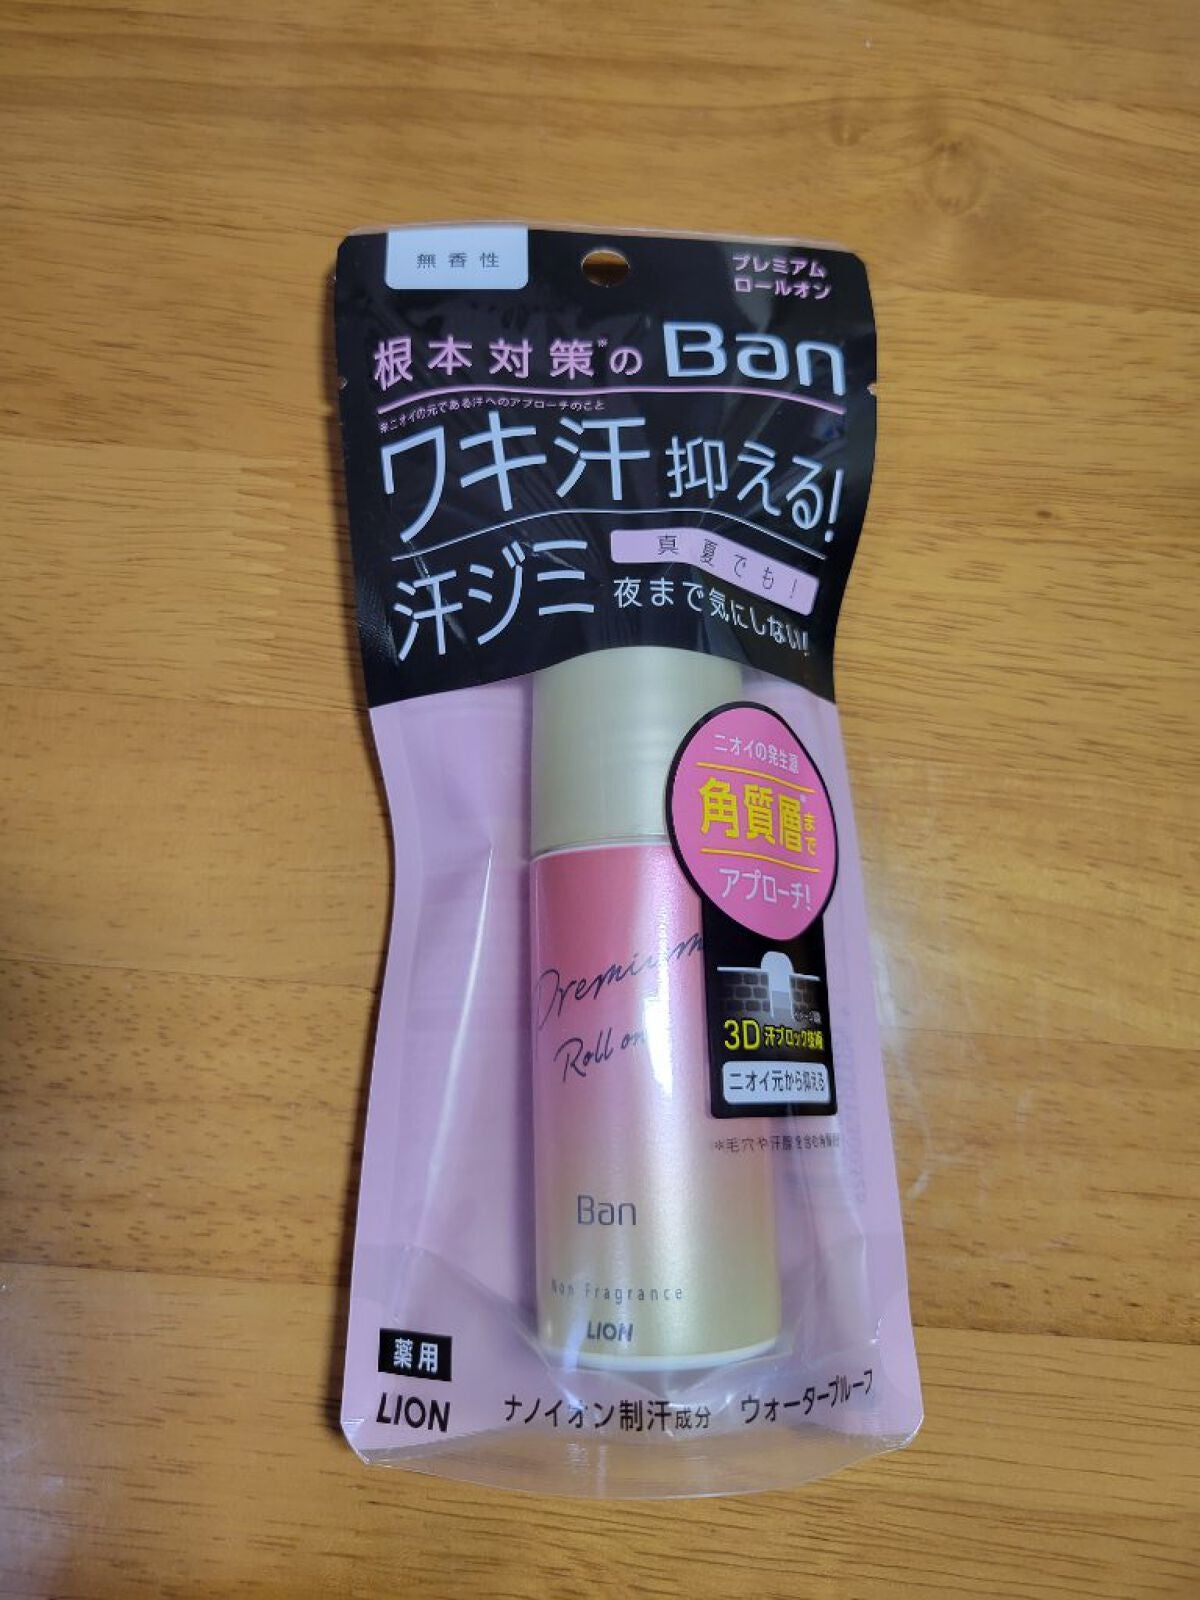 無香性
プレミアム
ロールオン
根本対策※の Ban
※ニオイの元である汗へのアプローチのこと
ワキ汗 抑える!
汗ジミ 真夏でも!
夜まで気にしない!
ニオイの発生源
角質層※まで
アプローチ!
3D汗ブロック技術
ニオイ元から抑える
※毛穴や汗腺を含む角質層
Premium
Roll on
Ban
Non Fragrance
LION
薬用
LION
ナノイオン制汗成分 ウォータープルーフ